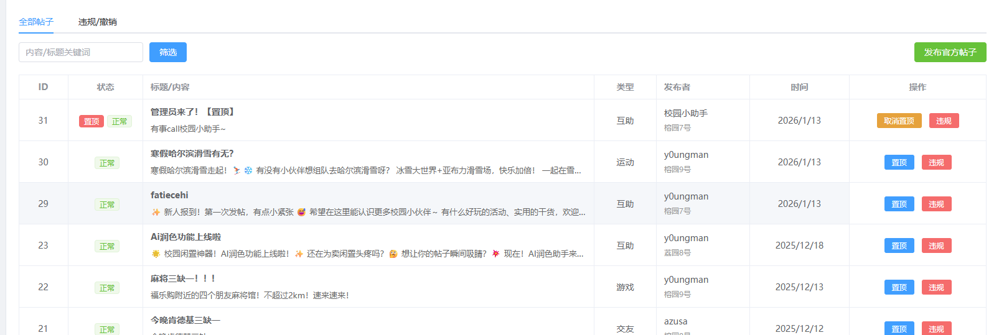 全部帖子 违规/撤销
内容/标题关键词 筛选 发布官方帖子
ID 状态 标题/内容 类型 发布者 时间 操作
31 置顶 正常 管理员来了！【置顶】 互助 校园小助手 2026/1/13 取消置顶 违规
有事call校园小助手~ 榕园7号
30 正常 寒假哈尔滨滑雪有无？ 运动 y0ungman 2026/1/13 置顶 违规
寒假哈尔滨滑雪走起！⛷️ ❄️ 有没有小伙伴想组队去哈尔滨滑雪呀？ 冰雪大世界+亚布力滑雪场，快乐加倍！ 一起在雪... 榕园9号
29 正常 fatiecehi 互助 y0ungman 2026/1/13 置顶 违规
✨ 新人报到！第一次发帖，有点小紧张 😅 希望在这里能认识更多校园小伙伴~ 有什么好玩的活动、实用的干货，欢迎... 榕园7号
23 正常 Ai润色功能上线啦 互助 y0ungman 2025/12/18 置顶 违规
🌟 校园闲置神器！AI润色功能上线啦！✨ 还在为卖闲置头疼吗？🤔 想让你的帖子瞬间吸睛？💥 现在！AI润色助手来... 荔园8号
22 正常 麻将三缺一！！！ 游戏 y0ungman 2025/12/13 置顶 违规
福乐购附近的四个朋友麻将馆！不超过2km！速来速来！ 榕园9号
21 正常 今晚肯德基三缺一 交友 azusa 2025/12/12 置顶 违规